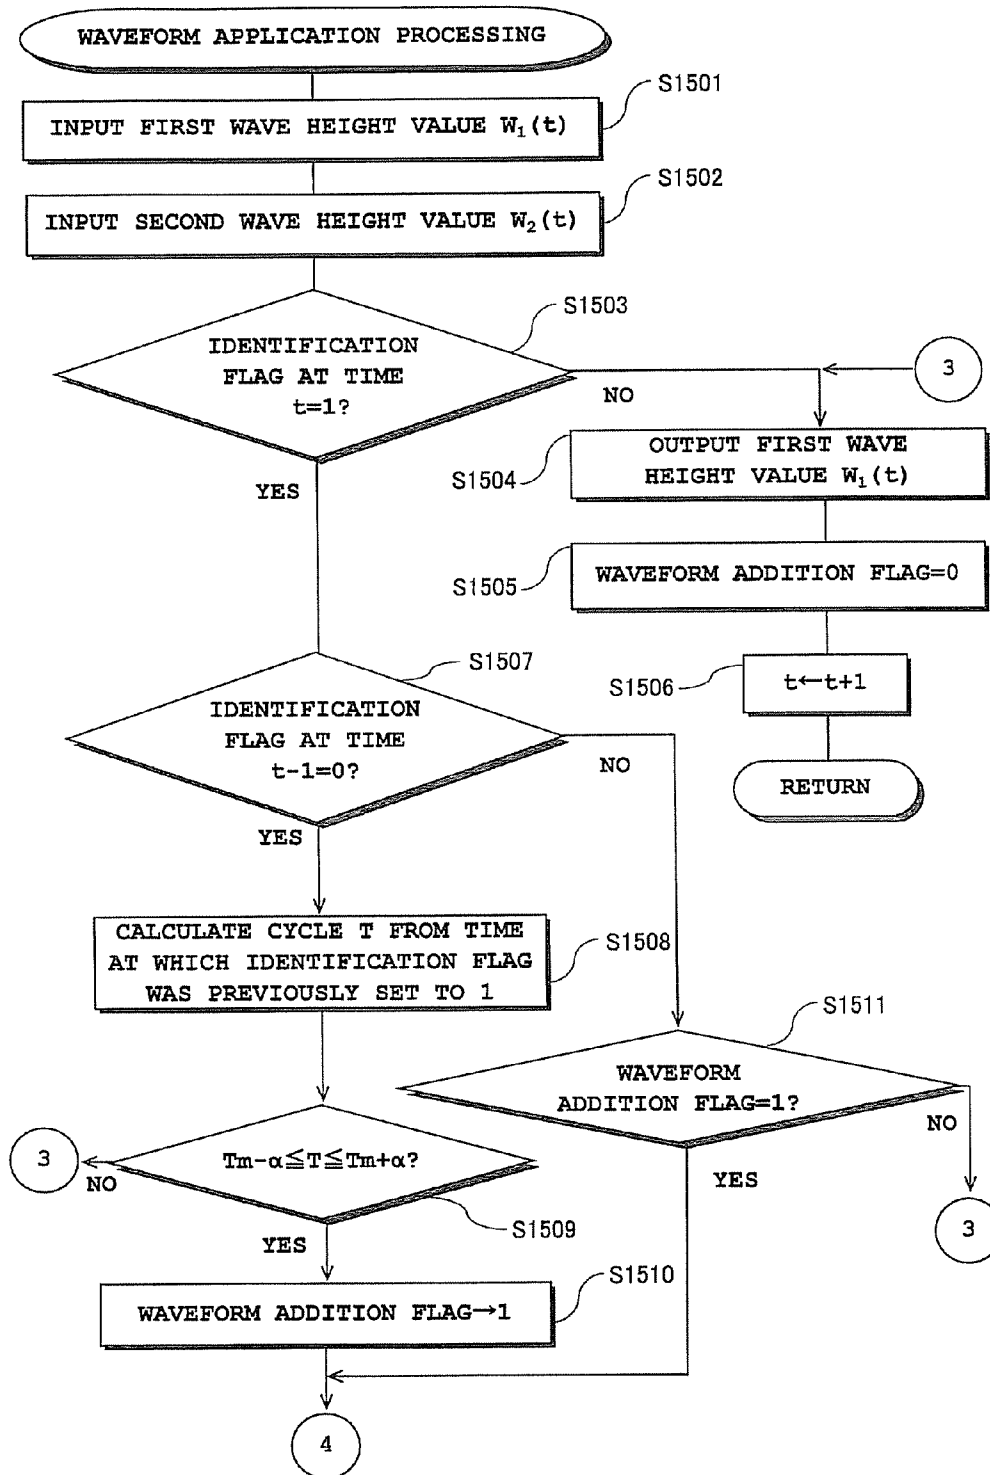 WAVEFORM APPLICATION PROCESSING
S1501
INPUT FIRST WAVE HEIGHT VALUE W₁(t)
S1502
INPUT SECOND WAVE HEIGHT VALUE W₂(t)
S1503
IDENTIFICATION
FLAG AT TIME
t=1?
NO
3
YES
S1504
OUTPUT FIRST WAVE
HEIGHT VALUE W₁(t)
S1505
WAVEFORM ADDITION FLAG=0
S1506
t←t+1
RETURN
S1507
IDENTIFICATION
FLAG AT TIME
t-1=0?
NO
YES
S1508
CALCULATE CYCLE T FROM TIME
AT WHICH IDENTIFICATION FLAG
WAS PREVIOUSLY SET TO 1
S1511
WAVEFORM
ADDITION FLAG=1?
NO
YES
3
3
Tm-α≦T≦Tm+α?
NO
S1509
YES
S1510
WAVEFORM ADDITION FLAG→1
4